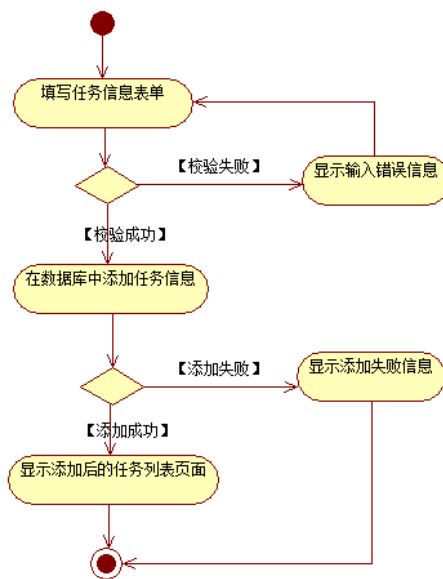 填写任务信息表单
【校验失败】
显示输入错误信息
【校验成功】
在数据库中添加任务信息
【添加失败】
显示添加失败信息
【添加成功】
显示添加后的任务列表页面